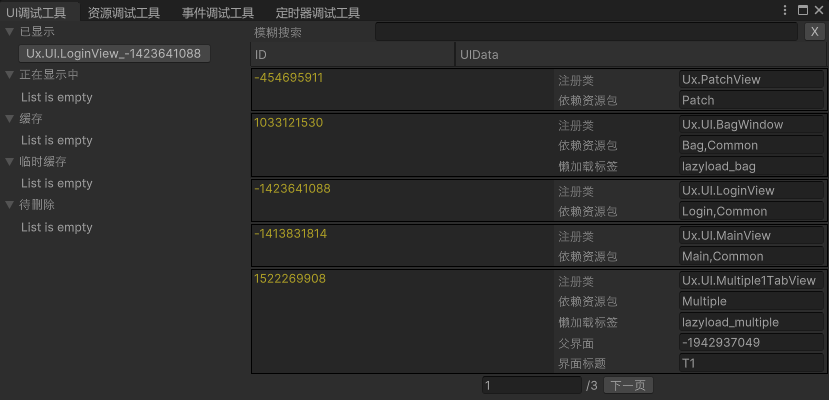 UI调试工具 资源调试工具 事件调试工具 定时器调试工具
已显示
Ux.UI.LoginView_-1423641088
正在显示中
List is empty
缓存
List is empty
临时缓存
List is empty
待删除
List is empty
模糊搜索 X
ID UIData
-454695911 注册类 Ux.PatchView
依赖资源包 Patch
1033121530 注册类 Ux.UI.BagWindow
依赖资源包 Bag,Common
懒加载标签 lazyload_bag
-1423641088 注册类 Ux.UI.LoginView
依赖资源包 Login,Common
-1413831814 注册类 Ux.UI.MainView
依赖资源包 Main,Common
1522269908 注册类 Ux.UI.Multiple1TabView
依赖资源包 Multiple
懒加载标签 lazyload_multiple
父界面 -1942937049
界面标题 T1
1 /3 下一页